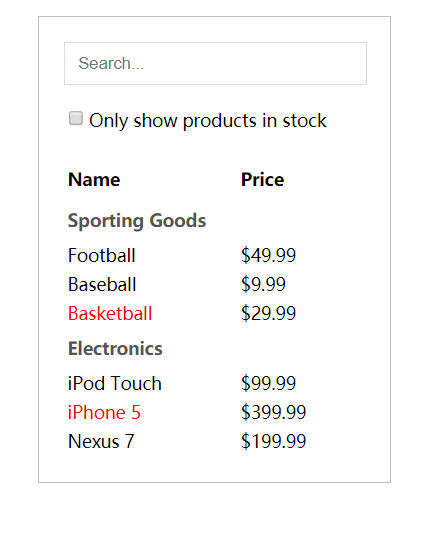 Search...
Only show products in stock
Name Price
Sporting Goods
Football $49.99
Baseball $9.99
Basketball $29.99
Electronics
iPod Touch $99.99
iPhone 5 $399.99
Nexus 7 $199.99